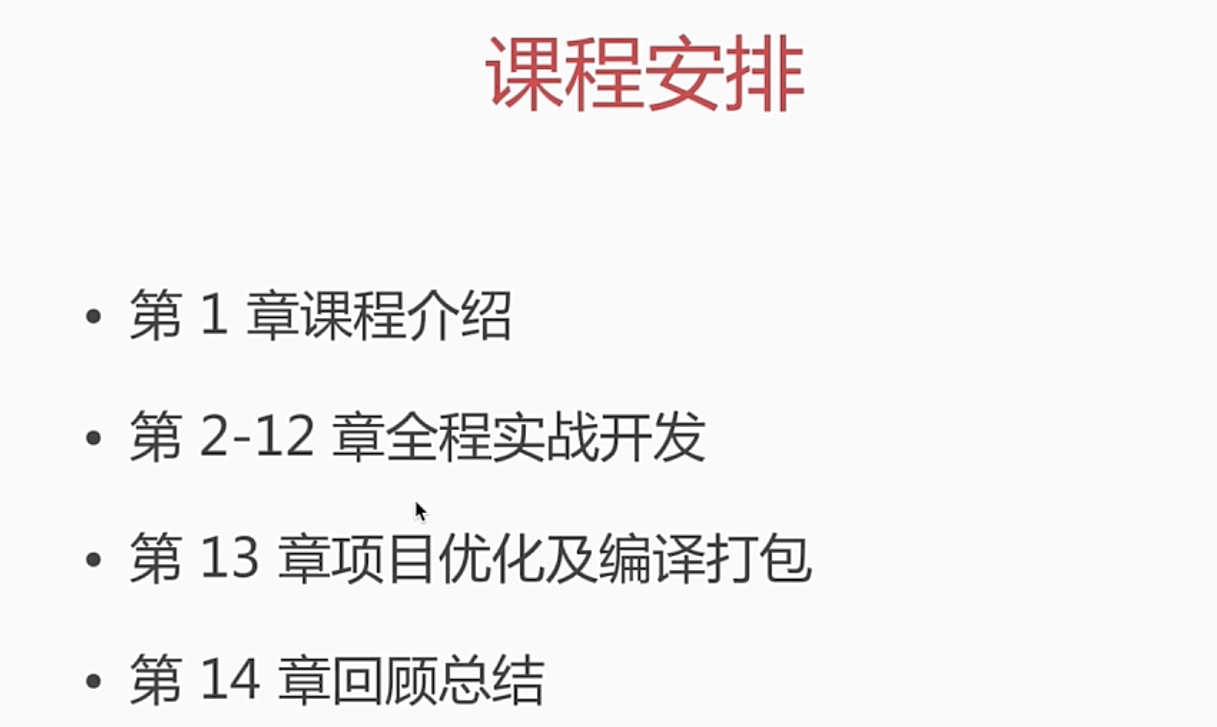 课程安排
• 第 1 章课程介绍
• 第 2-12 章全程实战开发
• 第 13 章项目优化及编译打包
• 第 14 章回顾总结